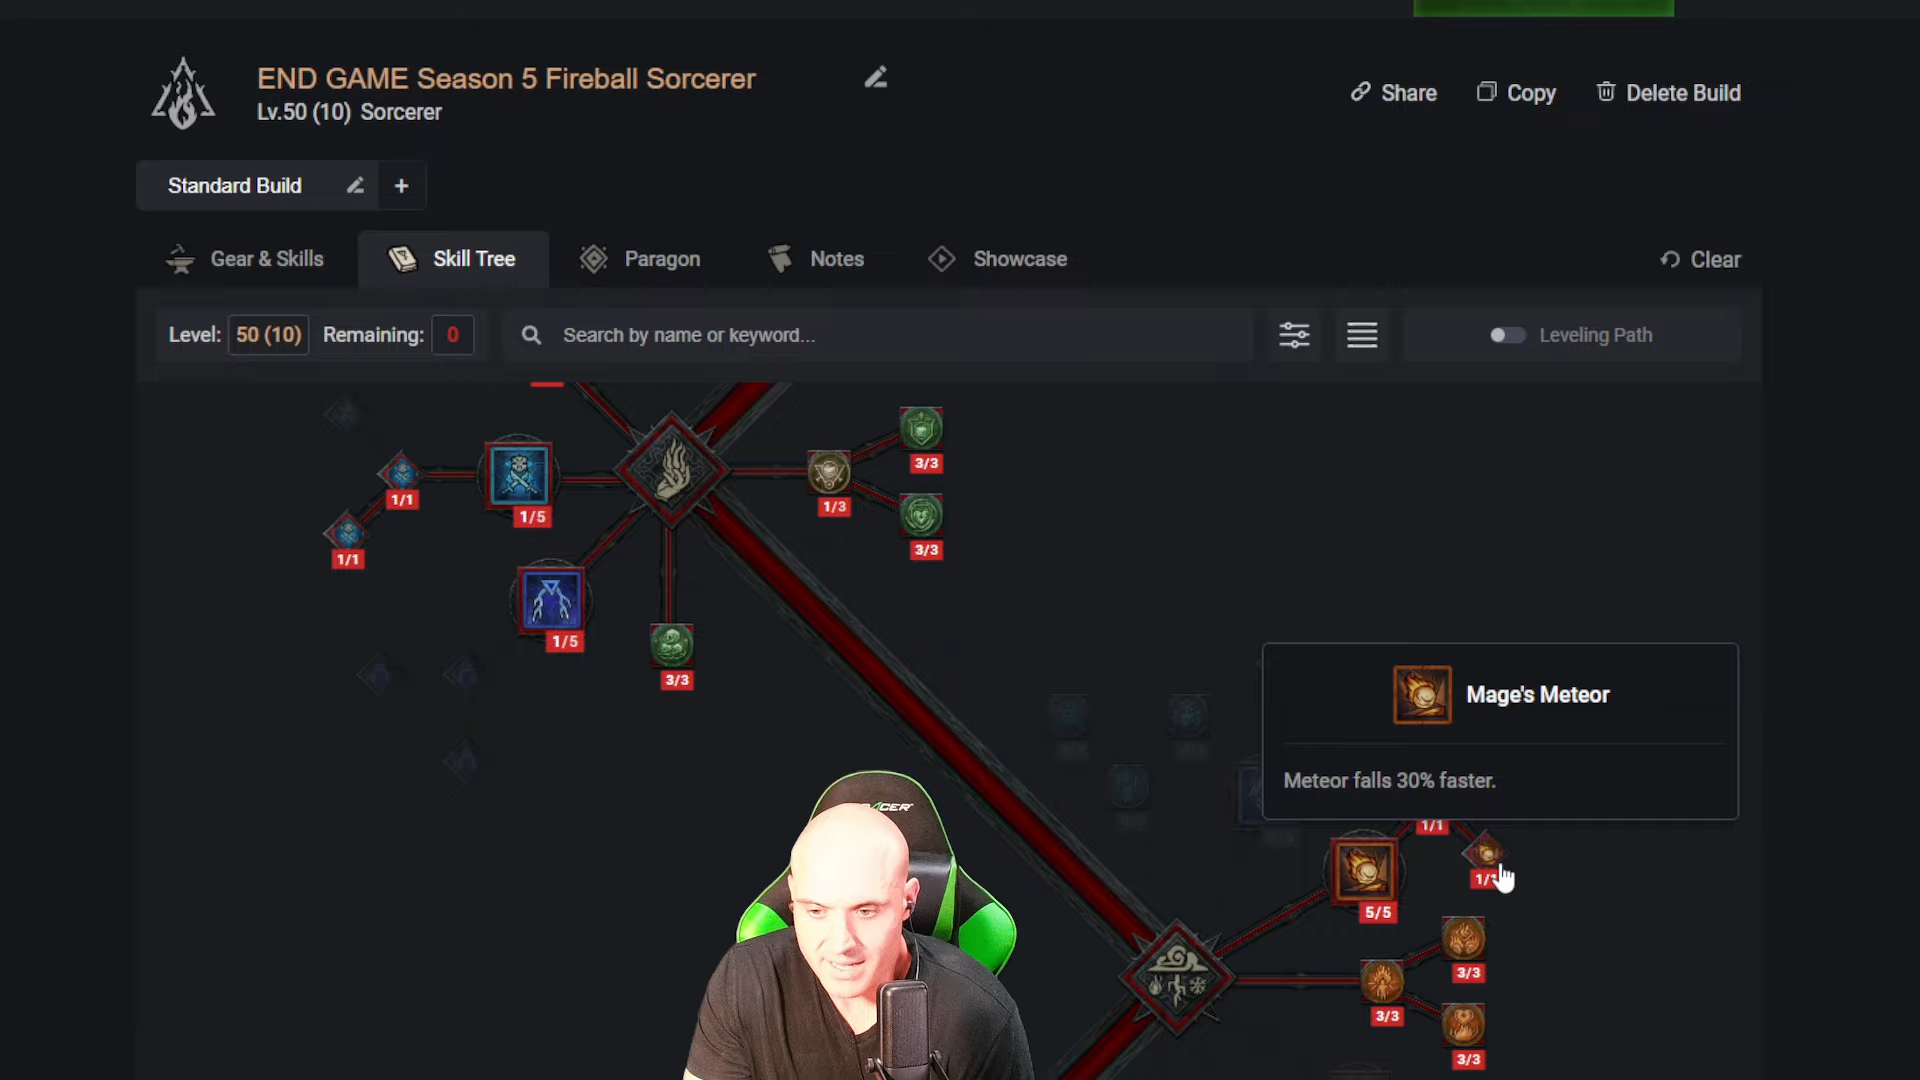 END GAME Season 5 Fireball Sorcerer
Lv.50 (10) Sorcerer
Share
Copy
Delete Build
Standard Build
+
Gear & Skills
Skill Tree
Paragon
Notes
Showcase
Clear
Level: 50 (10) Remaining: 0
Search by name or keyword...
Leveling Path
3/3
1/1
1/5
1/3
1/1
3/3
1/5
3/3
Mage's Meteor
Meteor falls 30% faster.
1/1
5/5
3/3
3/3
3/3